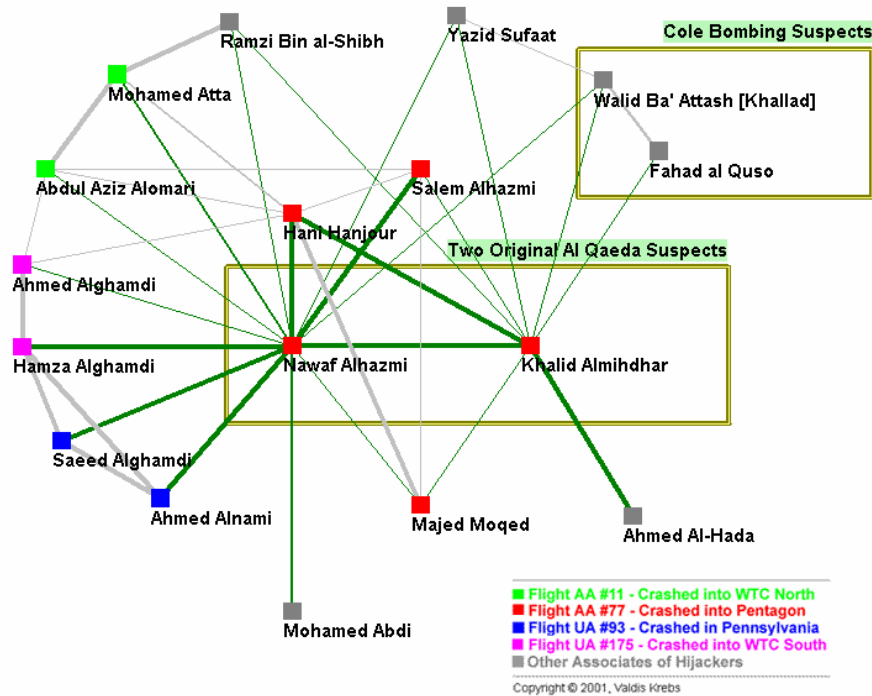 Ramzi Bin al-Shibh
Yazid Sufaat
Cole Bombing Suspects
Mohamed Atta
Walid Ba' Attash [Khallad]
Fahad al Quso
Abdul Aziz Alomari
Salem Alhazmi
Hani Hanjour
Two Original Al Qaeda Suspects
Ahmed Alghamdi
Hamza Alghamdi
Nawaf Alhazmi
Khalid Almihdhar
Saeed Alghamdi
Ahmed Alnami
Majed Moqed
Ahmed Al-Hada
Mohamed Abdi
Flight AA #11 - Crashed into WTC North
Flight AA #77 - Crashed into Pentagon
Flight UA #93 - Crashed in Pennsylvania
Flight UA #175 - Crashed into WTC South
Other Associates of Hijackers
Copyright © 2001, Valdis Krebs